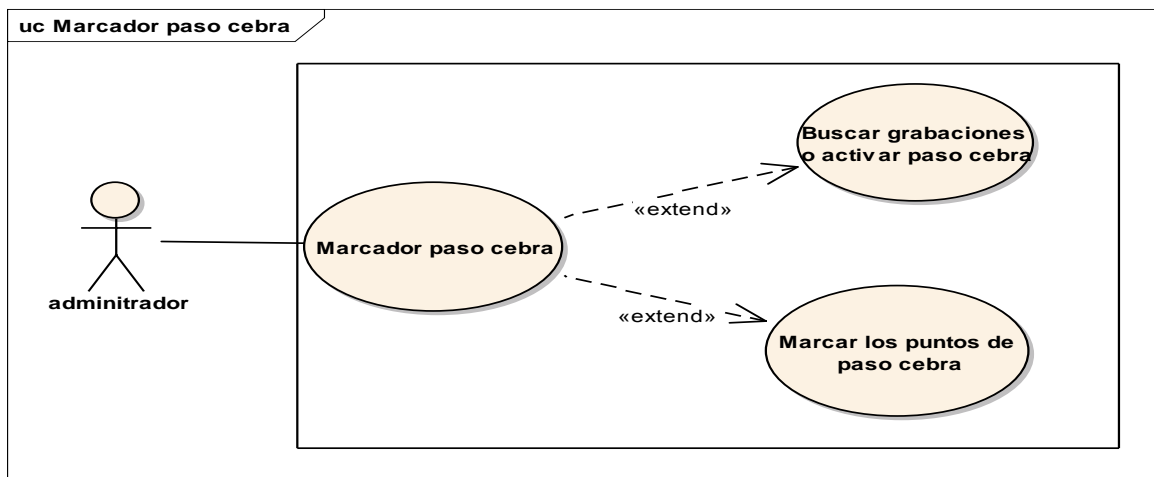 uc Marcador paso cebra
Buscar grabaciones
o activar paso cebra
«extend»
Marcador paso cebra
adminitrador
«extend»
Marcar los puntos de
paso cebra